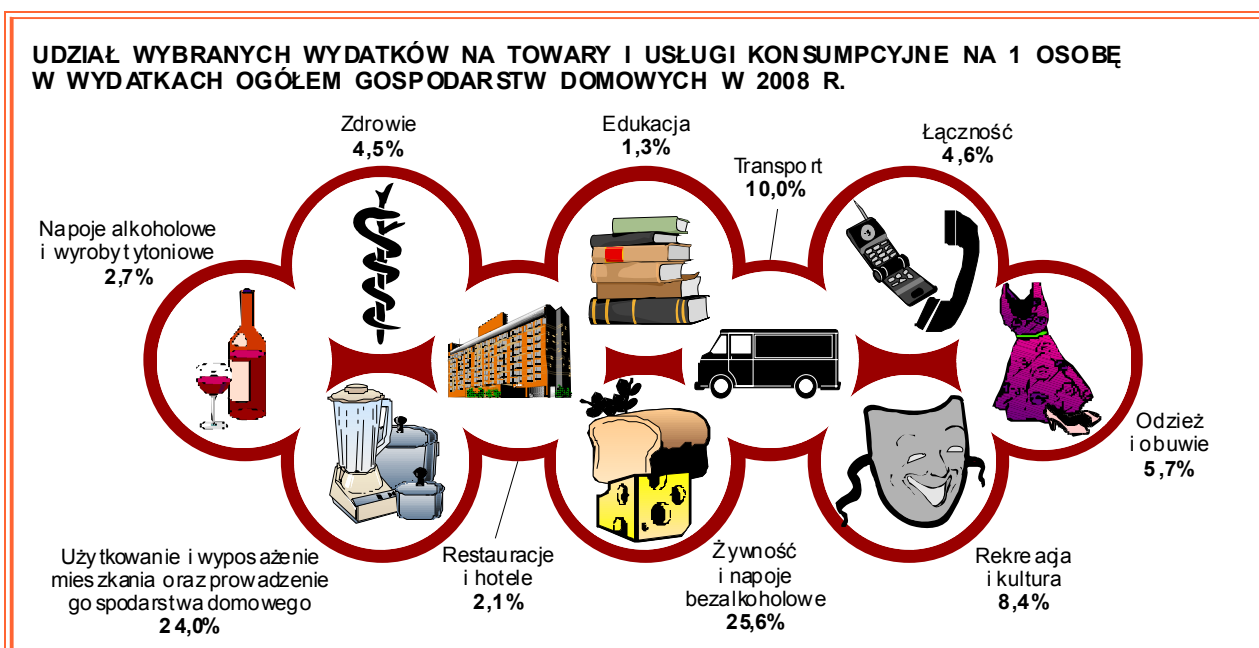 UDZIAŁ WYBRANYCH WYDATKÓW NA TOWARY I USŁUGI KONSUMPCYJNE NA 1 OSOBĘ
W WYDATKACH OGÓŁEM GOSPODARSTW DOMOWYCH W 2008 R.
Zdrowie
4,5%
Edukacja
1,3%
Transport
10,0%
Łączność
4,6%
Napoje alkoholowe
i wyroby tytoniowe
2,7%
Odzież
i obuwie
5,7%
Użytkowanie i wyposażenie
mieszkania oraz prowadzenie
gospodarstwa domowego
24,0%
Restauracje
i hotele
2,1%
Żywność
i napoje
bezalkoholowe
25,6%
Rekreacja
i kultura
8,4%